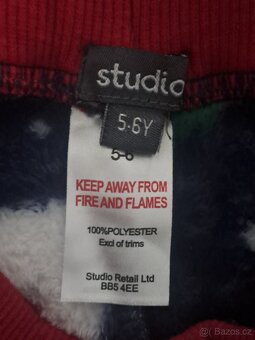 studio
5-6Y
5-6
KEEP AWAY FROM
FIRE AND FLAMES
100%POLYESTER
Excl of trims
Studio Retail Ltd
BB5 4EE
Bazos.cz